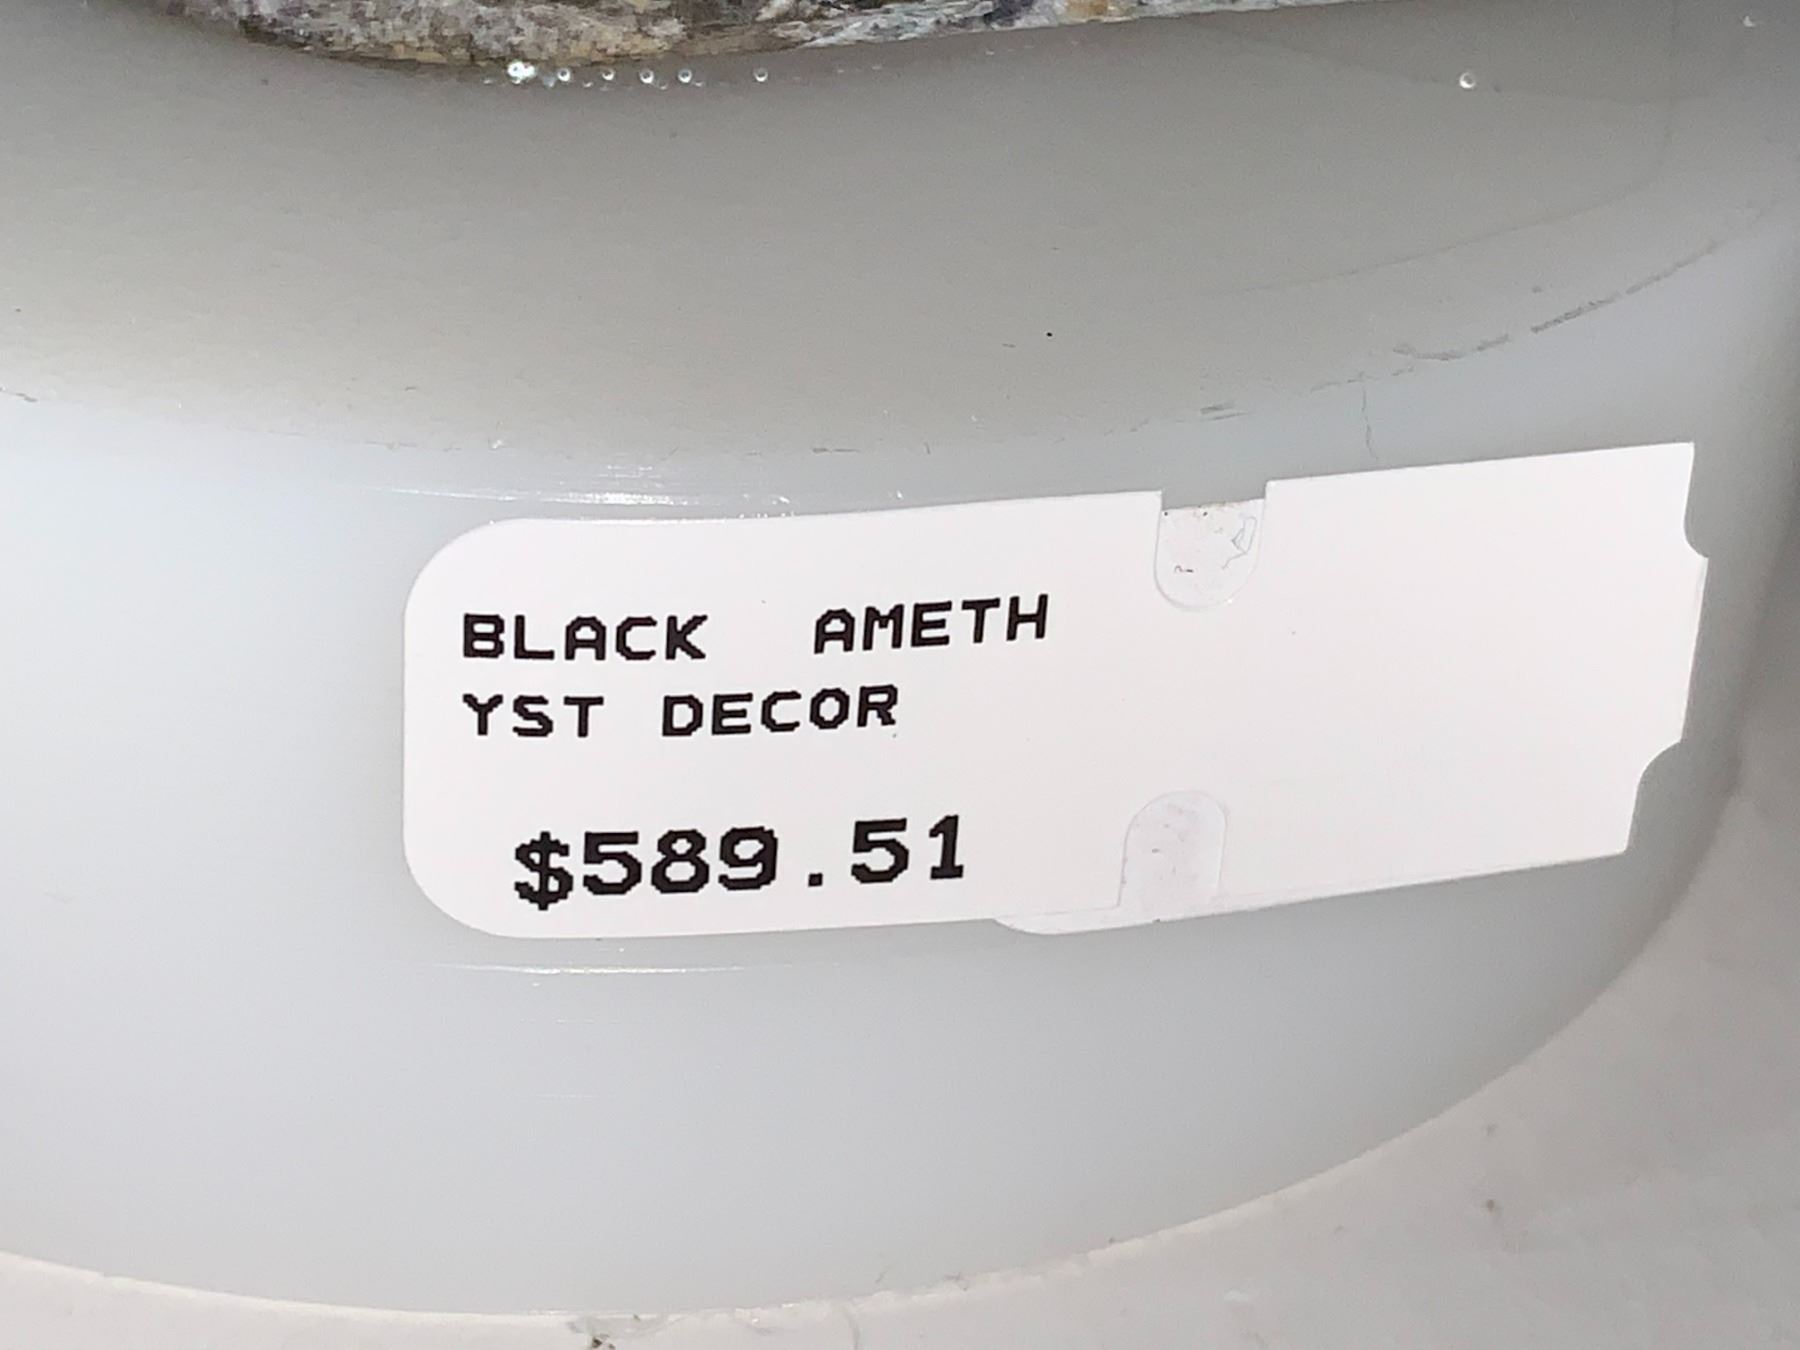 BLACK  AMETH
YST DECOR
$589.51